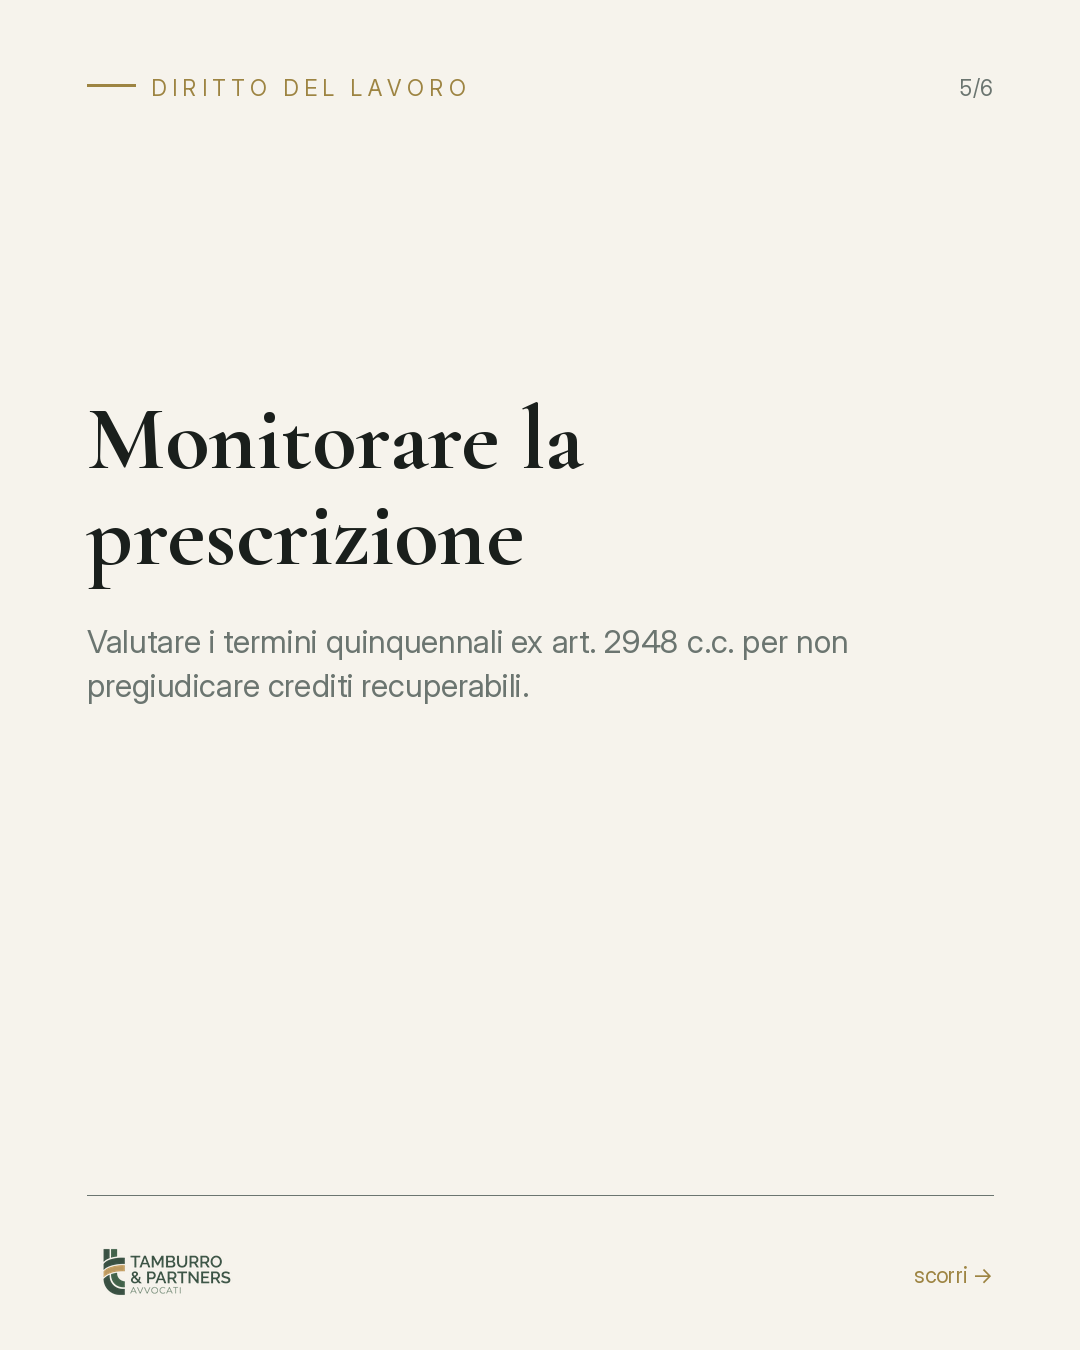 DIRITTO DEL LAVORO
5/6
Monitorare la
prescrizione
Valutare i termini quinquennali ex art. 2948 c.c. per non
pregiudicare crediti recuperabili.
TAMBURRO
& PARTNERS
AVVOCATI
scorri →